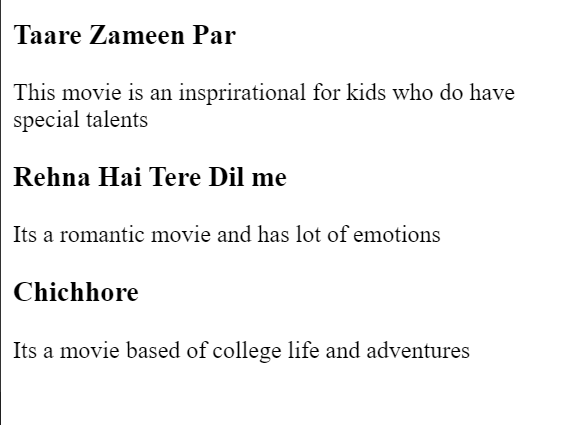 Taare Zameen Par
This movie is an insprirational for kids who do have
special talents
Rehna Hai Tere Dil me
Its a romantic movie and has lot of emotions
Chichhore
Its a movie based of college life and adventures